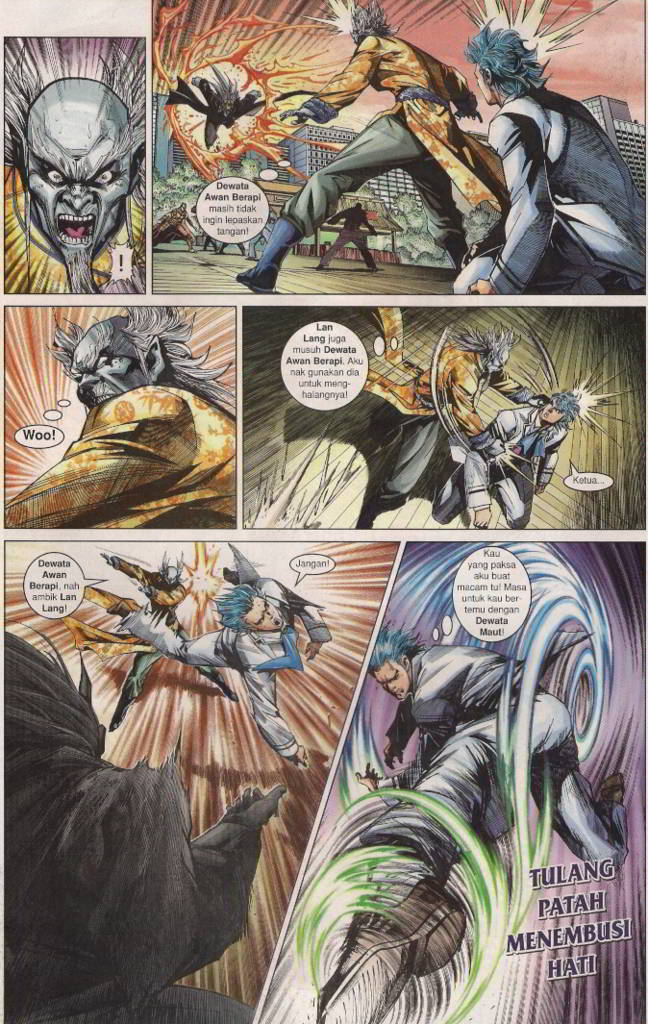 !
Dewata
Awan Berapi
masih tidak
ingin lepaskan
tangan!
Woo!
Lan
Lang juga
musuh Dewata
Awan Berapi. Aku
nak gunakan dia
untuk meng-
halangnya!
Ketua...
Dewata
Awan
Berapi, nah
ambik Lan
Lang!
Jangan!
Kau
yang paksa
aku buat
macam tu! Masa
untuk kau ber-
temu dengan
Dewata
Maut!
TULANG
PATAH
MENEMBUSI
HATI